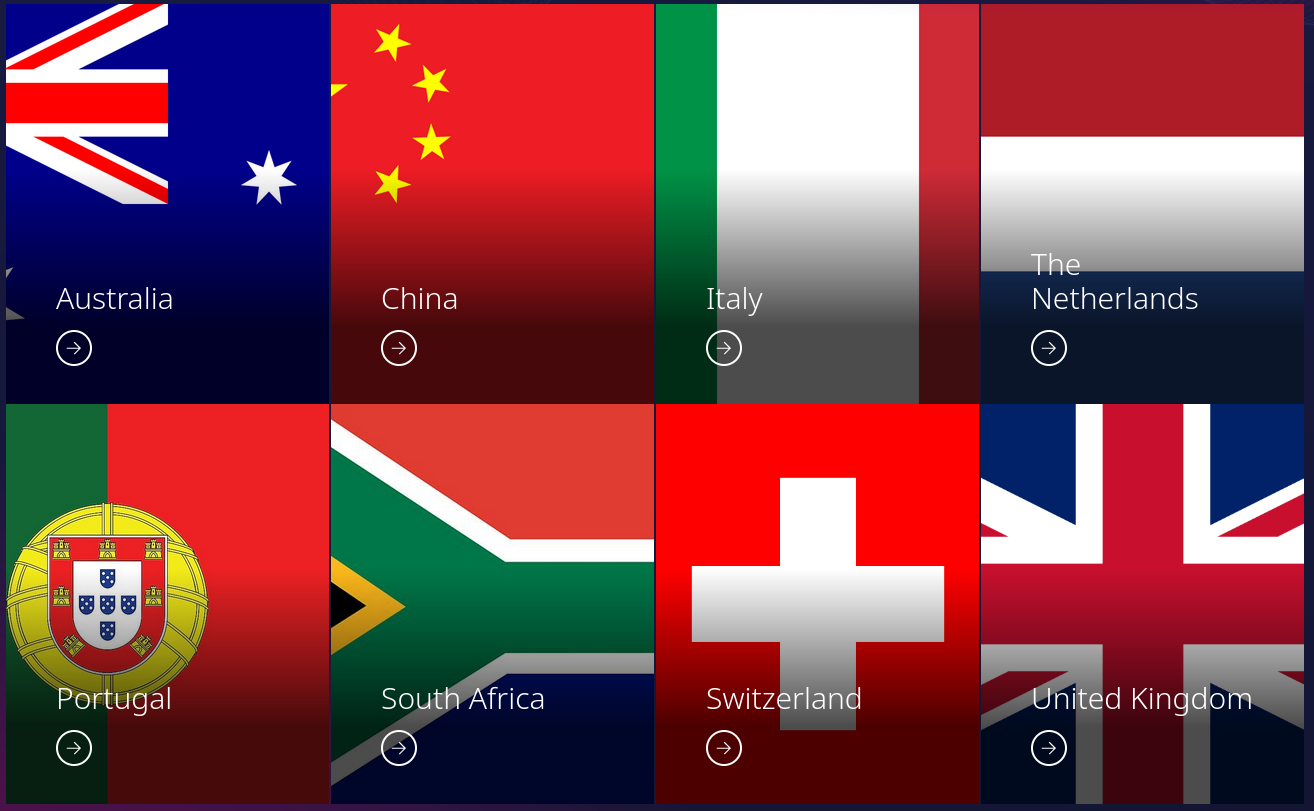 Australia
China
Italy
The
Netherlands
Portugal
South Africa
Switzerland
United Kingdom